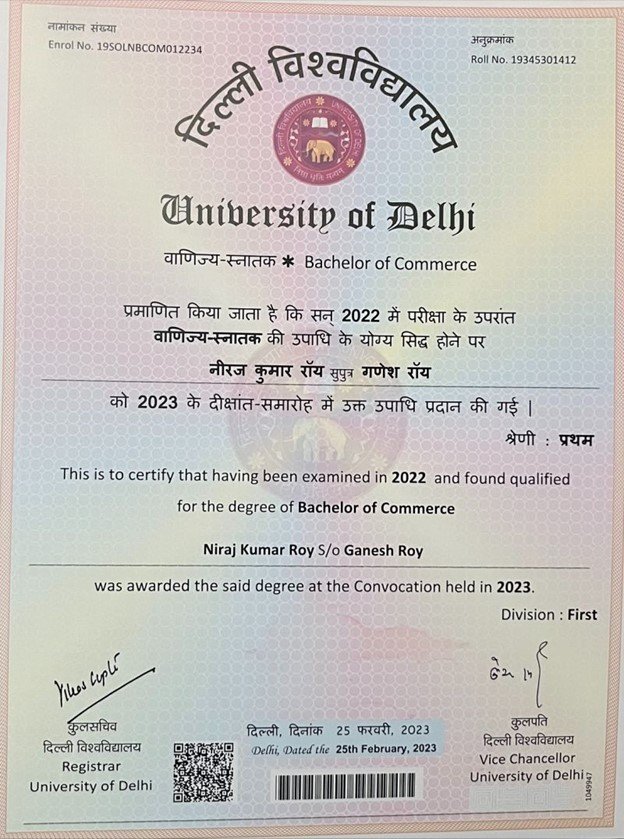 नामांकन संख्या
Enrol No. 19SOLNBCOM012234
अनुक्रमांक
Roll No. 19345301412
दिल्ली विश्वविद्यालय
University of Delhi
वाणिज्य-स्नातक ✱ Bachelor of Commerce
प्रमाणित किया जाता है कि सन् 2022 में परीक्षा के उपरांत
वाणिज्य-स्नातक की उपाधि के योग्य सिद्ध होने पर
नीरज कुमार रॉय सुपुत्र गणेश रॉय
को 2023 के दीक्षांत-समारोह में उक्त उपाधि प्रदान की गई |
श्रेणी : प्रथम
This is to certify that having been examined in 2022 and found qualified
for the degree of Bachelor of Commerce
Niraj Kumar Roy S/o Ganesh Roy
was awarded the said degree at the Convocation held in 2023.
Division : First
कुलसचिव
दिल्ली विश्वविद्यालय
Registrar
University of Delhi
दिल्ली, दिनांक 25 फरवरी, 2023
Delhi, Dated the 25th February, 2023
कुलपति
दिल्ली विश्वविद्यालय
Vice Chancellor
University of Delhi
1049947